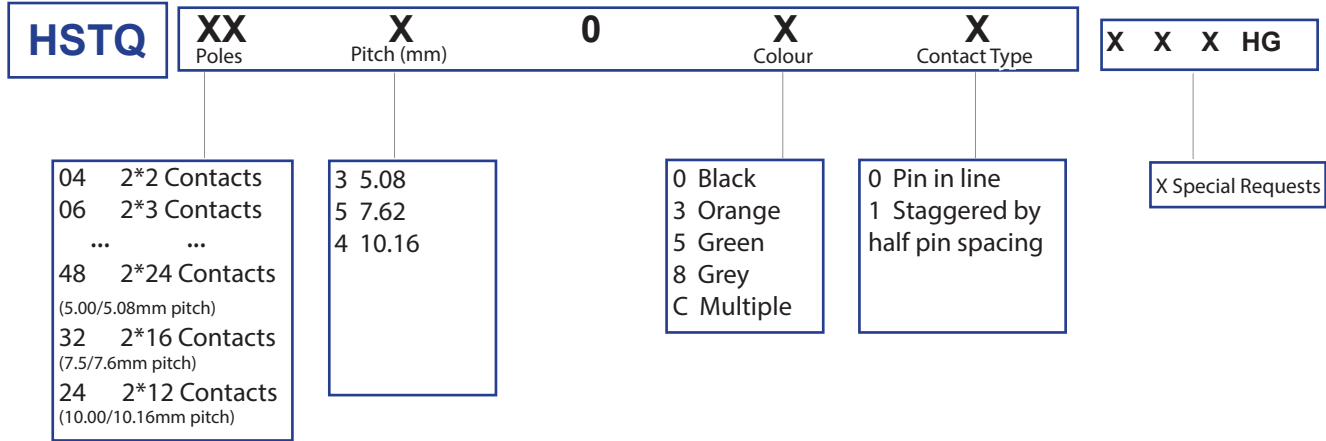 HSTQ XX X 0 X X X X X HG
Poles Pitch (mm) Colour Contact Type
04 2*2 Contacts
06 2*3 Contacts
... ...
48 2*24 Contacts
(5.00/5.08mm pitch)
32 2*16 Contacts
(7.5/7.6mm pitch)
24 2*12 Contacts
(10.00/10.16mm pitch)
3 5.08
5 7.62
4 10.16
0 Black
3 Orange
5 Green
8 Grey
C Multiple
0 Pin in line
1 Staggered by
half pin spacing
X Special Requests